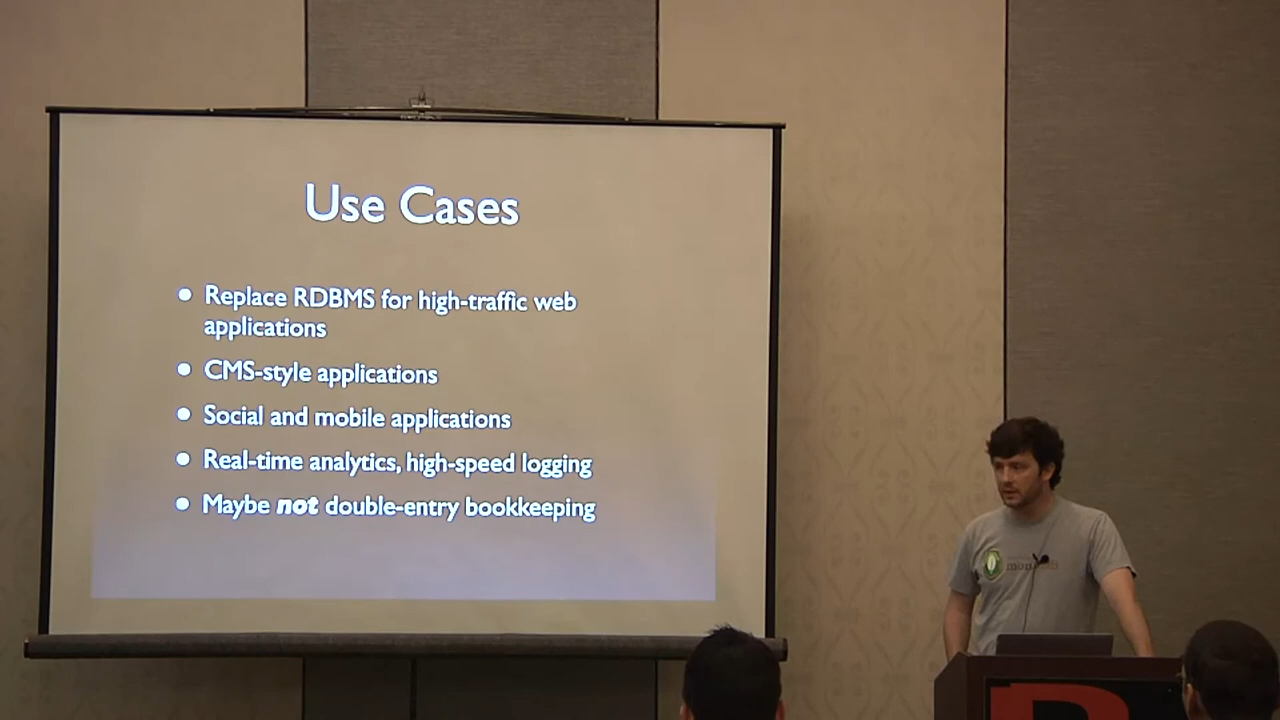 Use Cases
Replace RDBMS for high-traffic web
applications
CMS-style applications
Social and mobile applications
Real-time analytics, high-speed logging
Maybe not double-entry bookkeeping